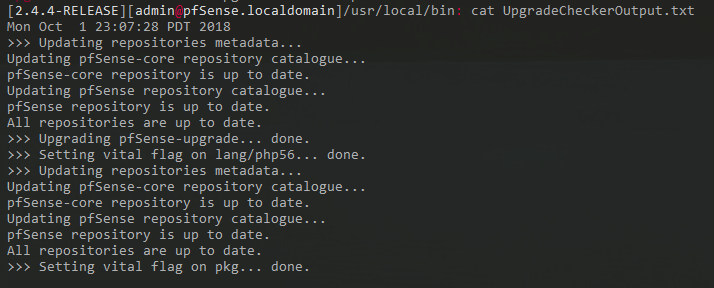 [2.4.4-RELEASE][admin@pfSense.localdomain]/usr/local/bin: cat UpgradeCheckerOutput.txt
Mon Oct  1 23:07:28 PDT 2018
>>> Updating repositories metadata...
Updating pfSense-core repository catalogue...
pfSense-core repository is up to date.
Updating pfSense repository catalogue...
pfSense repository is up to date.
All repositories are up to date.
>>> Upgrading pfSense-upgrade... done.
>>> Setting vital flag on lang/php56... done.
>>> Updating repositories metadata...
Updating pfSense-core repository catalogue...
pfSense-core repository is up to date.
Updating pfSense repository catalogue...
pfSense repository is up to date.
All repositories are up to date.
>>> Setting vital flag on pkg... done.